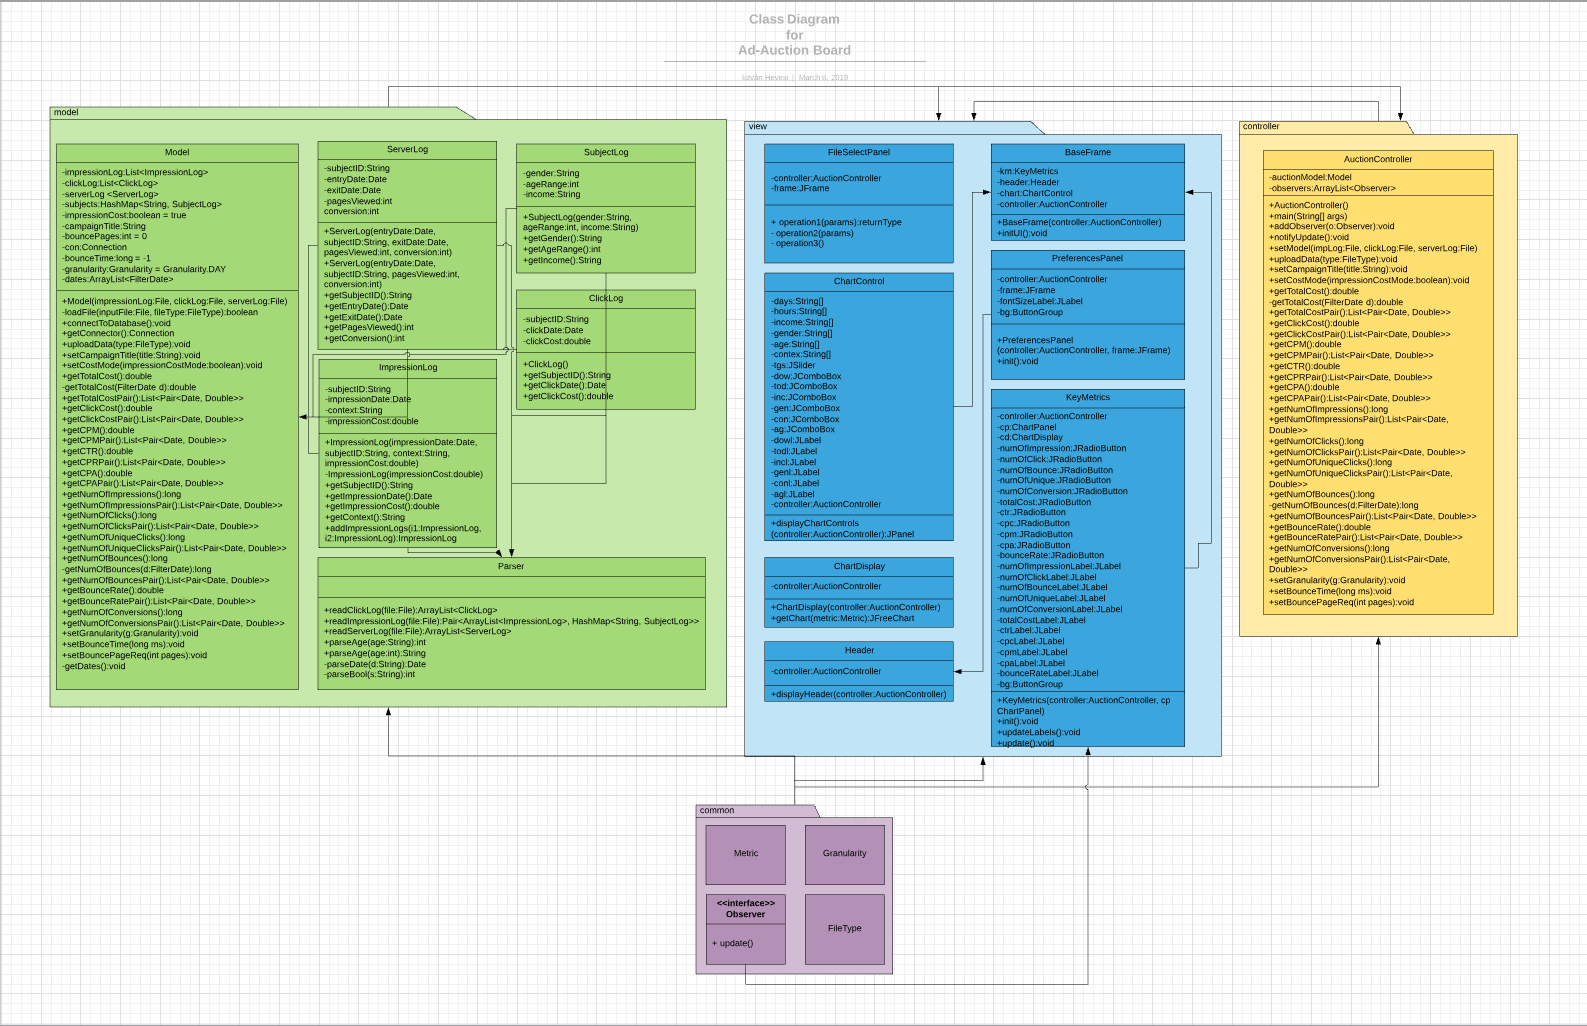 Class Diagram
for
Ad-Auction Board
István Hevesi | March 6, 2019
model
Model
-impressionLog:List<ImpressionLog>
-clickLog:List<ClickLog>
-serverLog <ServerLog>
-subjects:HashMap<String, SubjectLog>
-impressionCost:boolean = true
-campaignTitle:String
-bouncePages:int = 0
-con:Connection
-bounceTime:long = -1
-granularity:Granularity = Granularity.DAY
-dates:ArrayList<FilterDate>
+Model(impressionLog:File, clickLog:File, serverLog:File)
-loadFile(inputFile:File, fileType:FileType):boolean
+connectToDatabase():void
+getConnector():Connection
+uploadData(type:FileType):void
+setCampaignTitle(title:String):void
+setCostMode(impressionCostMode:boolean):void
+getTotalCost():double
-getTotalCost(FilterDate d):double
+getTotalCostPair():List<Pair<Date, Double>>
+getClickCost():double
+getClickCostPair():List<Pair<Date, Double>>
+getCPM():double
+getCPMPair():List<Pair<Date, Double>>
+getCTR():double
+getCPRPair():List<Pair<Date, Double>>
+getCPA():double
+getCPAPair():List<Pair<Date, Double>>
+getNumOfImpressions():long
+getNumOfImpressionsPair():List<Pair<Date, Double>>
+getNumOfClicks():long
+getNumOfClicksPair():List<Pair<Date, Double>>
+getNumOfUniqueClicks():long
+getNumOfUniqueClicksPair():List<Pair<Date, Double>>
+getNumOfBounces():long
-getNumOfBounces(d:FilterDate):long
+getNumOfBouncesPair():List<Pair<Date, Double>>
+getBounceRate():double
+getBounceRatePair():List<Pair<Date, Double>>
+getNumOfConversions():long
+getNumOfConversionsPair():List<Pair<Date, Double>>
+setGranularity(g:Granularity):void
+setBounceTime(long ms):void
+setBouncePageReq(int pages):void
-getDates():void
ServerLog
-subjectID:String
-entryDate:Date
-exitDate:Date
-pagesViewed:int
conversion:int
+ServerLog(entryDate:Date,
subjectID:String, exitDate:Date,
pagesViewed:int, conversion:int)
+ServerLog(entryDate:Date,
subjectID:String, pagesViewed:int,
conversion:int)
+getSubjectID():String
+getEntryDate():Date
+getExitDate():Date
+getPagesViewed():int
+getConversion():int
ImpressionLog
-subjectID:String
-impressionDate:Date
-context:String
-impressionCost:double
+ImpressionLog(impressionDate:Date,
subjectID:String, context:String,
impressionCost:double)
-ImpressionLog(impressionCost:double)
+getSubjectID():String
+getImpressionDate():Date
+getImpressionCost():double
+getContext():String
+addImpressionLogs(i1:ImpressionLog,
i2:ImpressionLog):ImpressionLog
SubjectLog
-gender:String
-ageRange:int
-income:String
+SubjectLog(gender:String,
ageRange:int, income:String)
+getGender():String
+getAgeRange():int
+getIncome():String
ClickLog
-subjectID:String
-clickDate:Date
-clickCost:double
+ClickLog()
+getSubjectID():String
+getClickDate():Date
+getClickCost():double
Parser
+readClickLog(file:File):ArrayList<ClickLog>
+readImpressionLog(file:File):Pair<ArrayList<ImpressionLog>, HashMap<String, SubjectLog>>
+readServerLog(file:File):ArrayList<ServerLog>
+parseAge(age:String):int
+parseAge(age:int):String
-parseDate(d:String):Date
-parseBool(s:String):int
view
FileSelectPanel
-controller:AuctionController
-frame:JFrame
+ operation1(params):returnType
- operation2(params)
- operation3()
ChartControl
-days:String[]
-hours:String[]
-income:String[]
-gender:String[]
-age:String[]
-contex:String[]
-tgs:JSlider
-dow:JComboBox
-tod:JComboBox
-inc:JComboBox
-gen:JComboBox
-con:JComboBox
-ag:JComboBox
-dowl:JLabel
-todl:JLabel
-incl:JLabel
-genl:JLabel
-conl:JLabel
-agl:JLabel
-controller:AuctionController
+displayChartControls
(controller:AuctionController):JPanel
ChartDisplay
-controller:AuctionController
+ChartDisplay(controller:AuctionController)
+getChart(metric:Metric):JFreeChart
Header
-controller:AuctionController
+displayHeader(controller:AuctionController)
BaseFrame
-km:KeyMetrics
-header:Header
-chart:ChartControl
-controller:AuctionController
+BaseFrame(controller:AuctionController)
+initUI():void
PreferencesPanel
-controller:AuctionController
-frame:JFrame
-fontSizeLabel:JLabel
-bg:ButtonGroup
+PreferencesPanel
(controller:AuctionController, frame:JFrame)
+init():void
KeyMetrics
-controller:AuctionController
-cp:ChartPanel
-cd:ChartDisplay
-numOfImpression:JRadioButton
-numOfClick:JRadioButton
-numOfBounce:JRadioButton
-numOfUnique:JRadioButton
-numOfConversion:JRadioButton
-totalCost:JRadioButton
-ctr:JRadioButton
-cpc:JRadioButton
-cpm:JRadioButton
-cpa:JRadioButton
-bounceRate:JRadioButton
-numOfImpressionLabel:JLabel
-numOfClickLabel:JLabel
-numOfBounceLabel:JLabel
-numOfUniqueLabel:JLabel
-numOfConversionLabel:JLabel
-totalCostLabel:JLabel
-ctrLabel:JLabel
-cpcLabel:JLabel
-cpmLabel:JLabel
-cpaLabel:JLabel
-bounceRateLabel:JLabel
-bg:ButtonGroup
+KeyMetrics(controller:AuctionController, cp
ChartPanel)
+init():void
+updateLabels():void
+update():void
controller
AuctionController
-auctionModel:Model
-observers:ArrayList<Observer>
+AuctionController()
+main(String[] args)
+addObserver(o:Observer):void
+notifyUpdate():void
+setModel(impLog:File, clickLog:File, serverLog:File)
+uploadData(type:FileType):void
+setCampaignTitle(title:String):void
+setCostMode(impressionCostMode:boolean):void
+getTotalCost():double
-getTotalCost(FilterDate d):double
+getTotalCostPair():List<Pair<Date, Double>>
+getClickCost():double
+getClickCostPair():List<Pair<Date, Double>>
+getCPM():double
+getCPMPair():List<Pair<Date, Double>>
+getCTR():double
+getCPRPair():List<Pair<Date, Double>>
+getCPA():double
+getCPAPair():List<Pair<Date, Double>>
+getNumOfImpressions():long
+getNumOfImpressionsPair():List<Pair<Date,
Double>>
+getNumOfClicks():long
+getNumOfClicksPair():List<Pair<Date, Double>>
+getNumOfUniqueClicks():long
+getNumOfUniqueClicksPair():List<Pair<Date,
Double>>
+getNumOfBounces():long
-getNumOfBounces(d:FilterDate):long
+getNumOfBouncesPair():List<Pair<Date, Double>>
+getBounceRate():double
+getBounceRatePair():List<Pair<Date, Double>>
+getNumOfConversions():long
+getNumOfConversionsPair():List<Pair<Date,
Double>>
+setGranularity(g:Granularity):void
+setBounceTime(long ms):void
+setBouncePageReq(int pages):void
common
Metric
Granularity
<<interface>>
Observer
+ update()
FileType